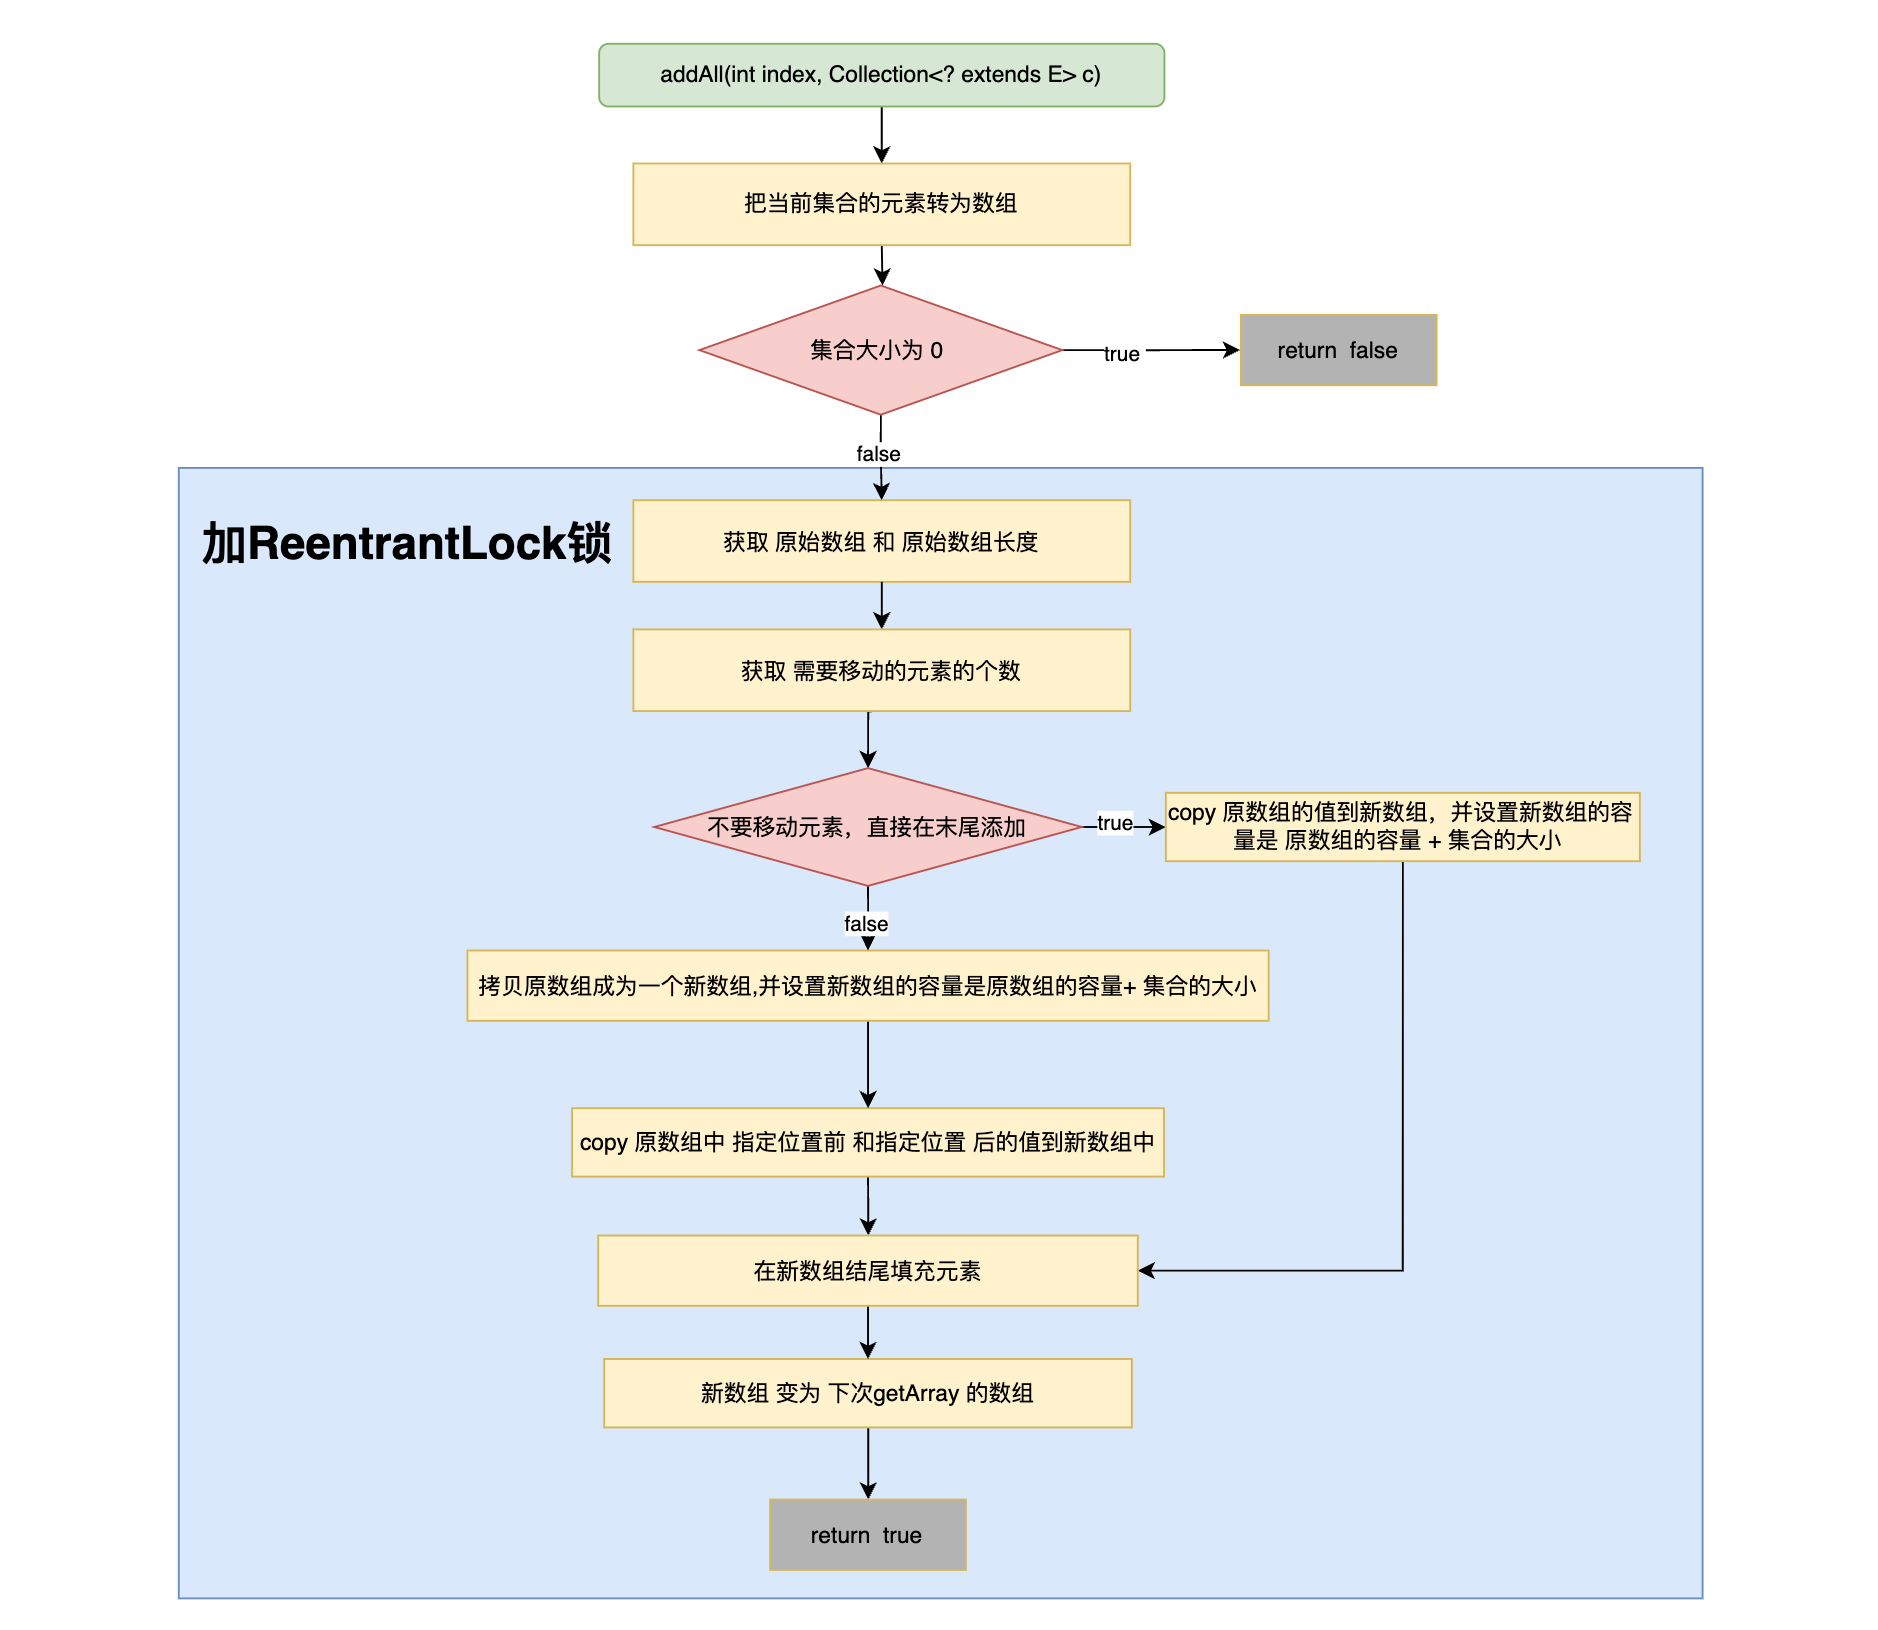 addAll(int index, Collection<? extends E> c)
把当前集合的元素转为数组
集合大小为 0
true
return  false
false
加ReentrantLock锁
获取 原始数组 和 原始数组长度
获取 需要移动的元素的个数
不要移动元素，直接在末尾添加
true
copy 原数组的值到新数组，并设置新数组的容
量是 原数组的容量 + 集合的大小
false
拷贝原数组成为一个新数组,并设置新数组的容量是原数组的容量+ 集合的大小
copy 原数组中 指定位置前 和指定位置 后的值到新数组中
在新数组结尾填充元素
新数组 变为 下次getArray 的数组
return  true